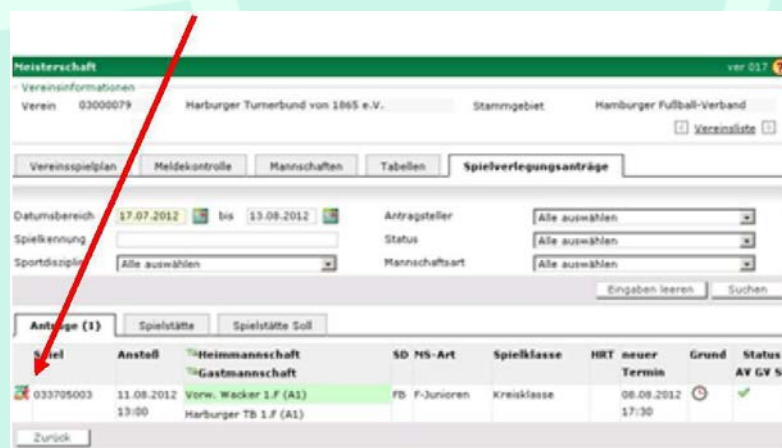 Meisterschaft ver 017 ?
Vereinsinformationen
Verein 03000079 Harburger Turnerbund von 1865 e.V. Stammgebiet Hamburger Fußball-Verband
Vereinsliste
Vereinsspielplan Meldekontrolle Mannschaften Tabellen Spielverlegungsanträge
Datumsbereich 17.07.2012 bis 13.08.2012 Antragsteller Alle auswählen
Spielkennung Status Alle auswählen
Sportdisziplin Alle auswählen Mannschaftsart Alle auswählen
Eingaben leeren Suchen
Anträge (1) Spielstätte Spielstätte Soll
Spiel Anstoß Heimmannschaft SD MS-Art Spielklasse HRT neuer Grund Status
Gastmannschaft Termin AV GV S
033705003 11.08.2012 Vorw. Wacker 1.F (A1) FB F-Junioren Kreisklasse 08.08.2012
13:00 Harburger TB 1.F (A1) 17:30
Zurück